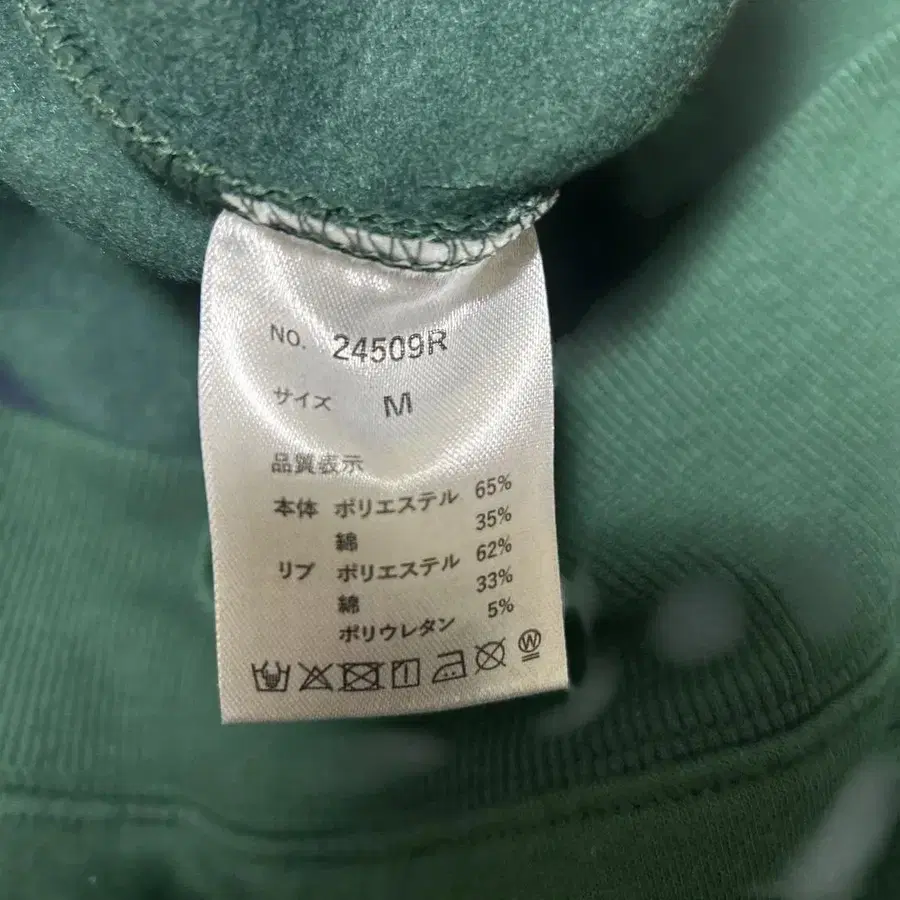 NO. 24509R
サイズ M
品質表示
本体 ポリエステル 65%
綿 35%
リブ ポリエステル 62%
綿 33%
ポリウレタン 5%
W